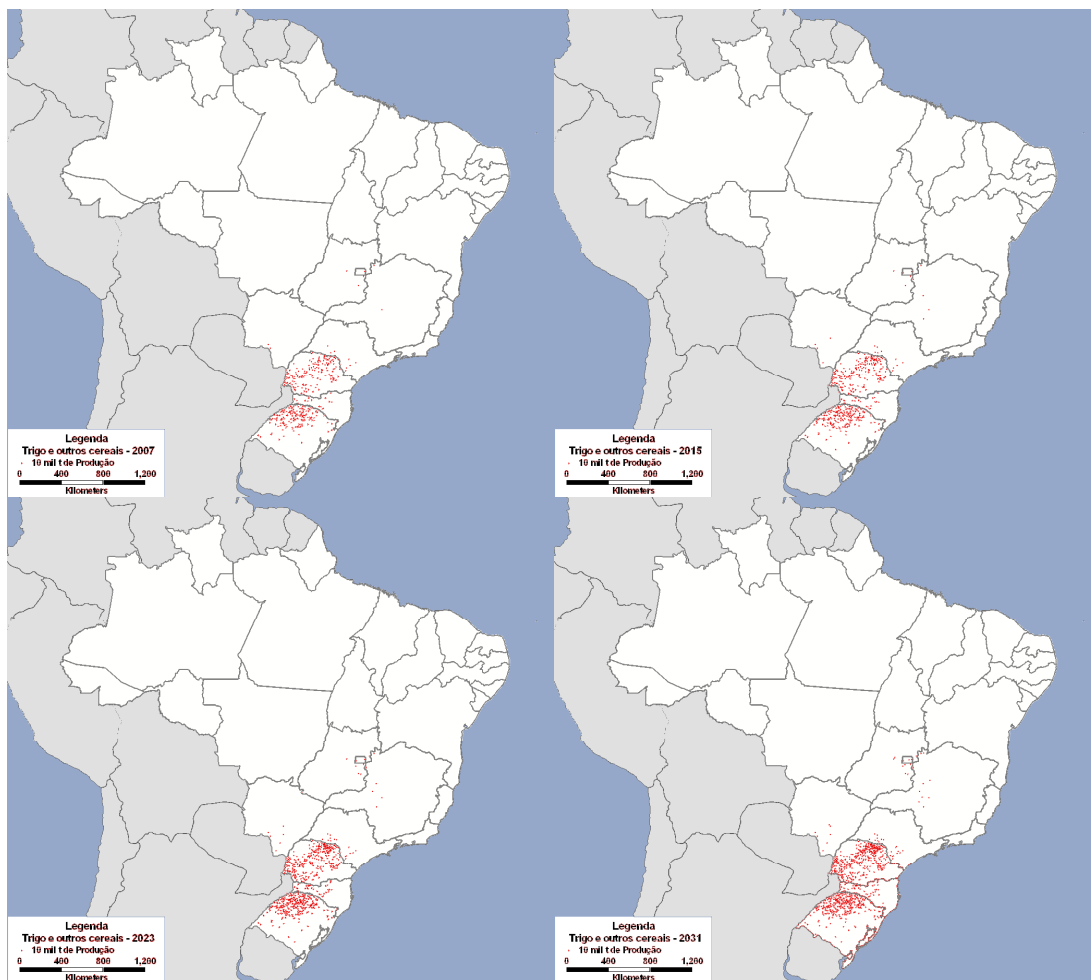 Legenda
Trigo e outros cereais - 2007
10 mil t de Produção
0 400 800 1,200
Kilometers
Legenda
Trigo e outros cereais - 2015
10 mil t de Produção
0 400 800 1,200
Kilometers
Legenda
Trigo e outros cereais - 2023
10 mil t de Produção
0 400 800 1,200
Kilometers
Legenda
Trigo e outros cereais - 2031
10 mil t de Produção
0 400 800 1,200
Kilometers